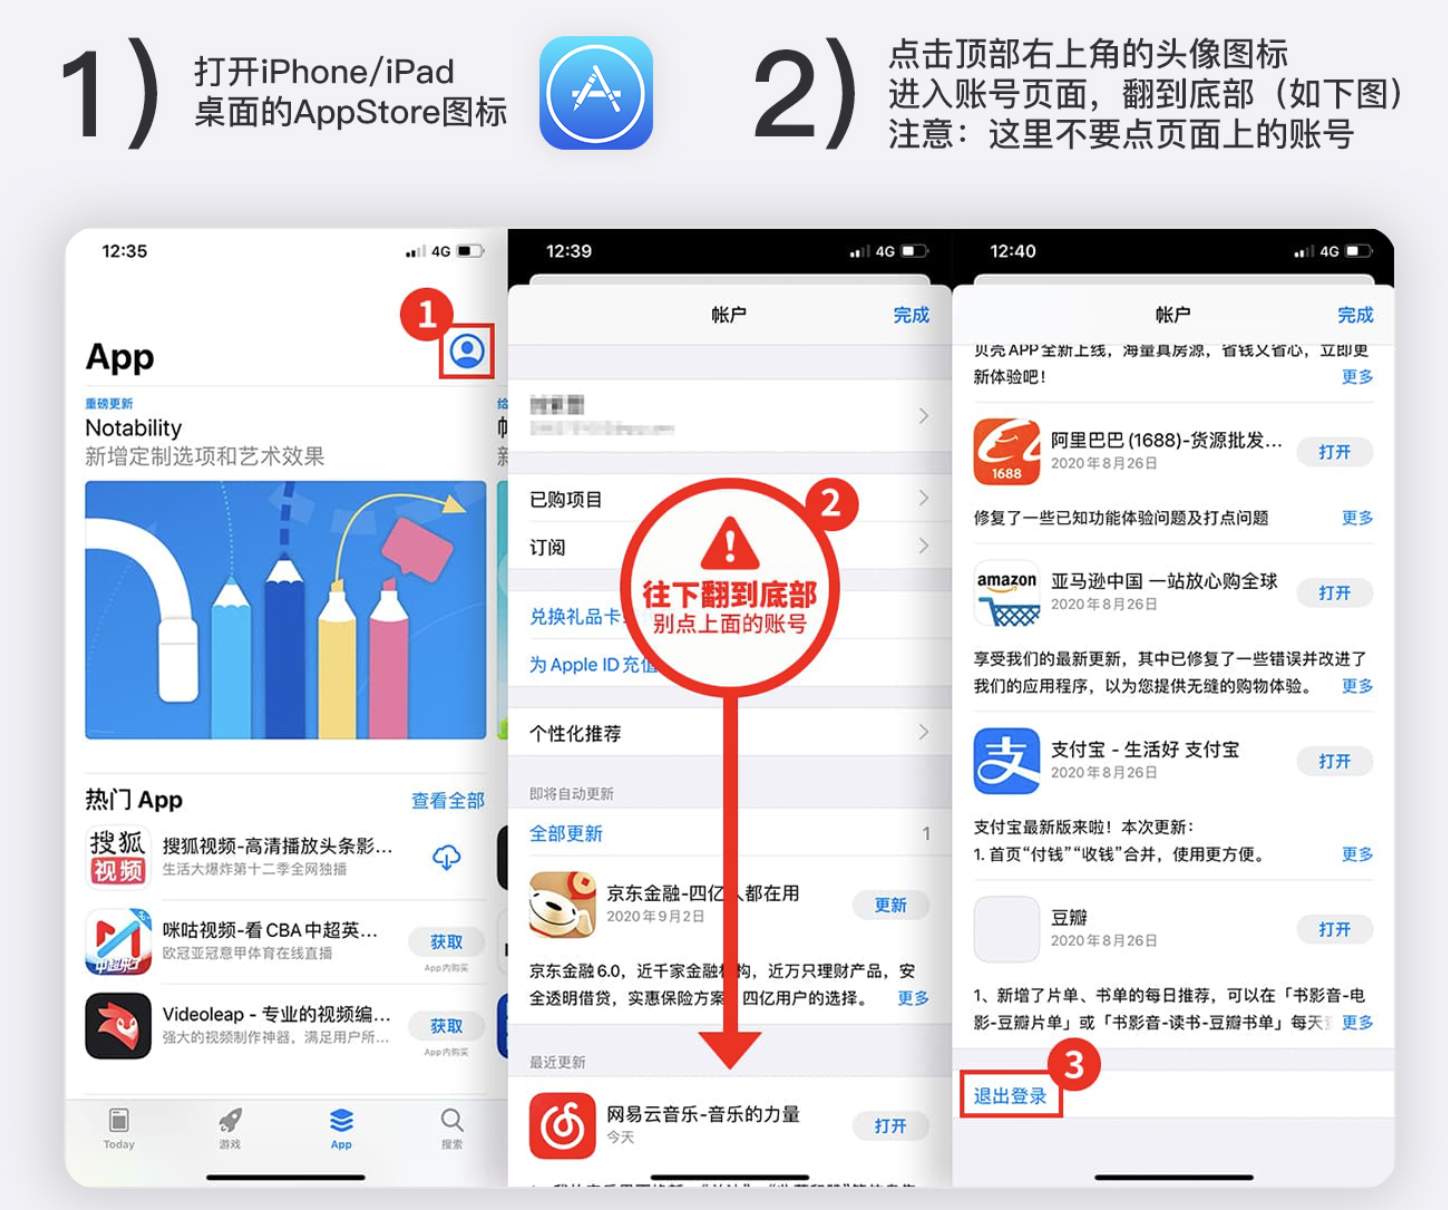 1)
打开iPhone/iPad
桌面的AppStore图标
2)
点击顶部右上角的头像图标
进入账号页面，翻到底部（如下图）
注意：这里不要点页面上的账号
12:35
4G
1
App
重磅更新
Notability
新增定制选项和艺术效果
热门 App
查看全部
搜狐视频
搜狐视频-高清播放头条影...
生活大爆炸第十二季全网独播
咪咕视频-看 CBA 中超英...
欧冠亚冠意甲体育在线直播
获取
App内购买
Videoleap - 专业的视频编...
强大的视频制作神器，满足用户所...
获取
App内购买
Today
游戏
App
搜索
12:39
4G
帐户
完成
已购项目
订阅
兑换礼品卡
为 Apple ID 充值
2
往下翻到底部
别点上面的账号
个性化推荐
即将自动更新
全部更新
1
京东金融-四亿人都在用
2020年9月2日
更新
京东金融 6.0，近千家金融机构，近万只理财产品，安
全透明借贷，实惠保险方案 四亿用户的选择。
更多
最近更新
网易云音乐-音乐的力量
今天
打开
12:40
4G
帐户
完成
贝壳APP全新上线，海量真房源，省钱又省心，立即更
新体验吧！
更多
1688
阿里巴巴 (1688)-货源批发...
2020年8月26日
打开
修复了一些已知功能体验问题及打点问题
更多
amazon
亚马逊中国 一站放心购全球
2020年8月26日
打开
享受我们的最新更新，其中已修复了一些错误并改进了
我们的应用程序，以为您提供无缝的购物体验。
更多
支
支付宝 - 生活好 支付宝
2020年8月26日
打开
支付宝最新版来啦！本次更新：
1. 首页“付钱”“收钱”合并，使用更方便。
更多
豆瓣
2020年8月26日
打开
1、新增了片单、书单的每日推荐，可以在「书影音-电
影-豆瓣片单」或「书影音-读书-豆瓣书单」每天
更多
3
退出登录